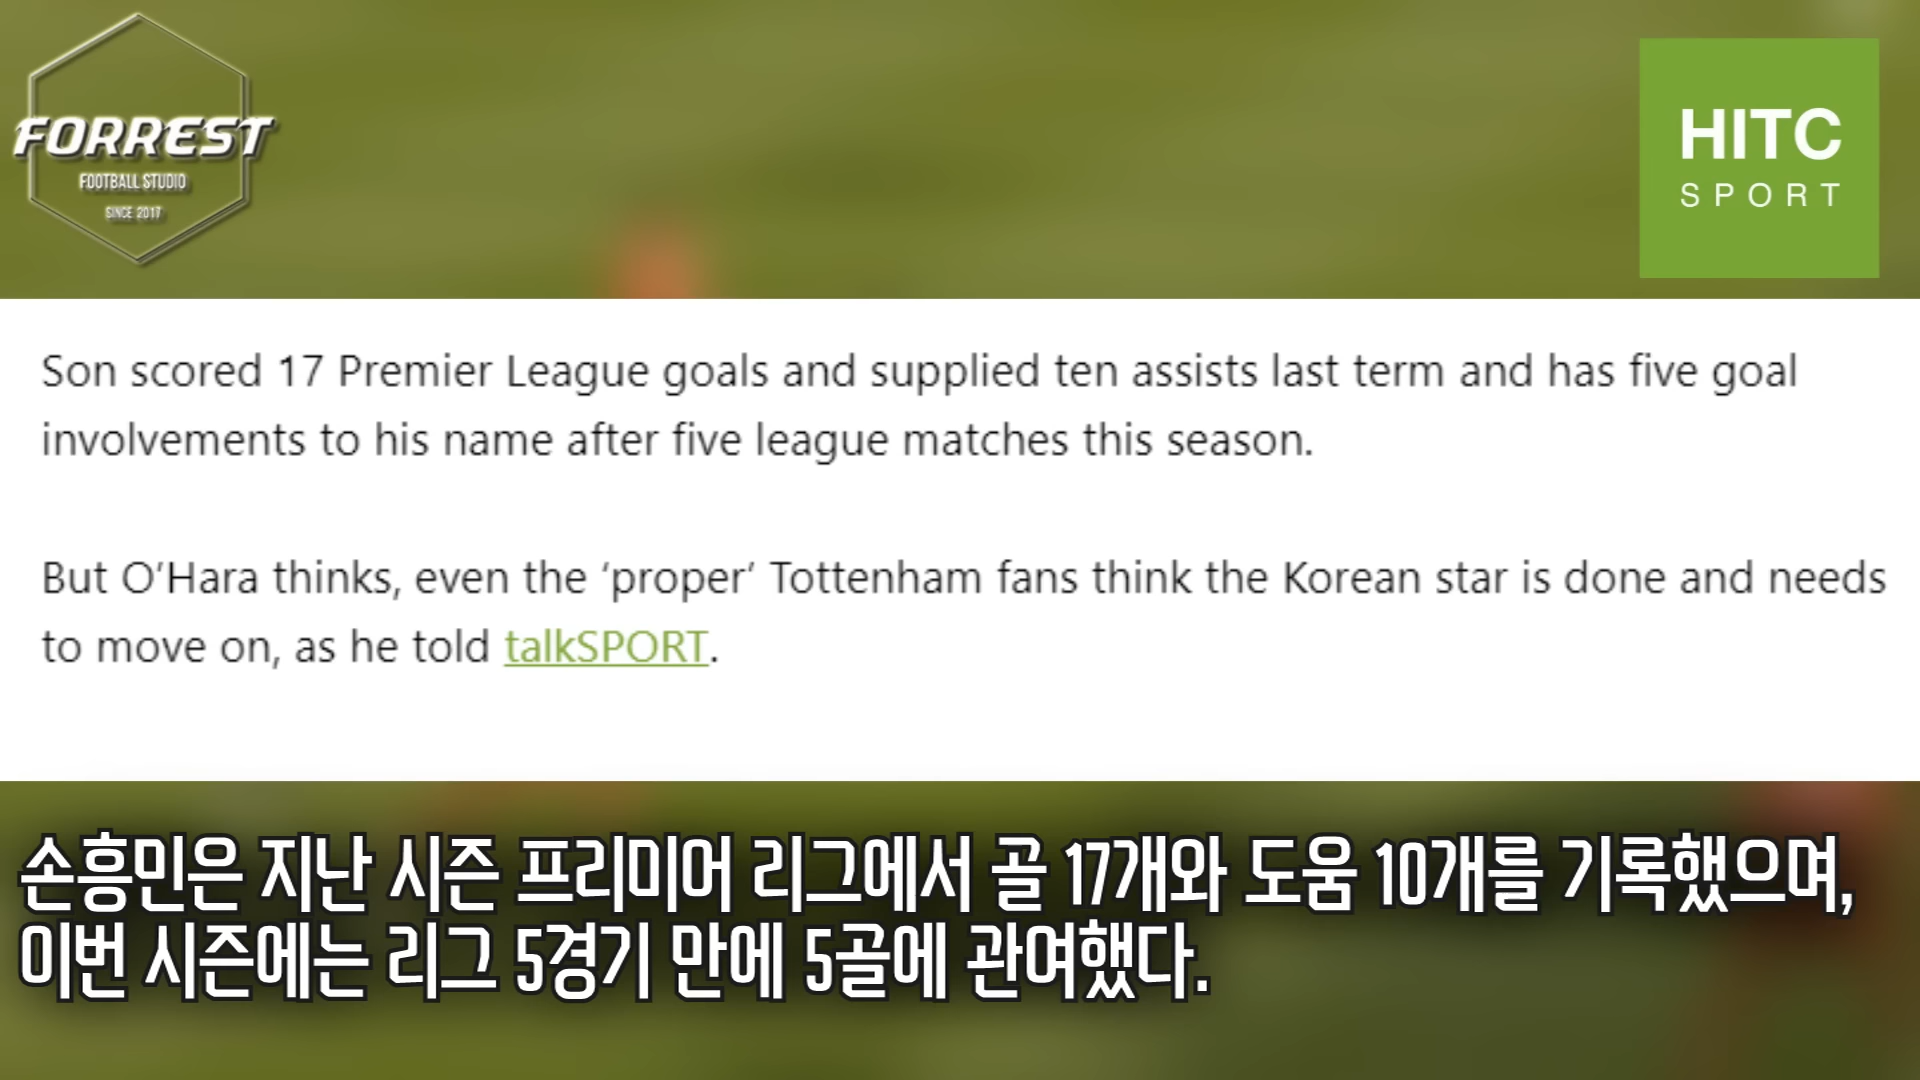 FORREST
FOOTBALL STUDIO
SINCE 2017
HITC
SPORT
Son scored 17 Premier League goals and supplied ten assists last term and has five goal
involvements to his name after five league matches this season.
But O’Hara thinks, even the ‘proper’ Tottenham fans think the Korean star is done and needs
to move on, as he told talkSPORT.
손흥민은 지난 시즌 프리미어 리그에서 골 17개와 도움 10개를 기록했으며,
이번 시즌에는 리그 5경기 만에 5골에 관여했다.